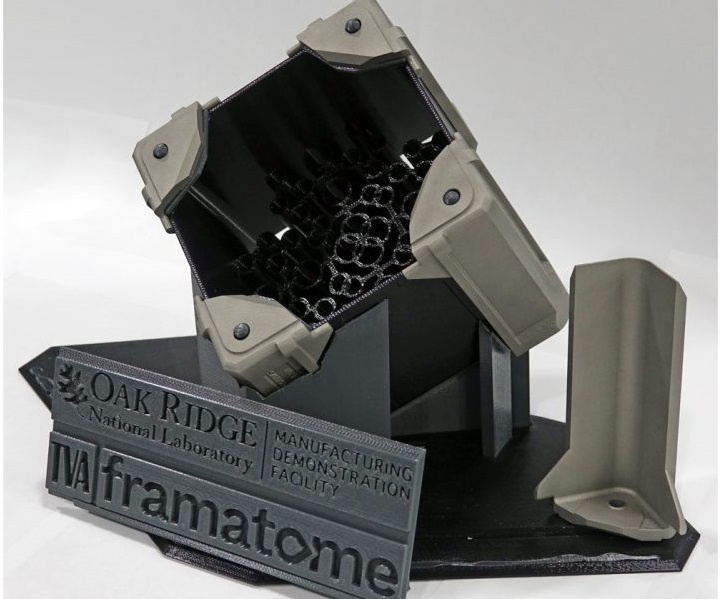 OAK RIDGE
National Laboratory
MANUFACTURING
DEMONSTRATION
FACILITY
TVA
framatome